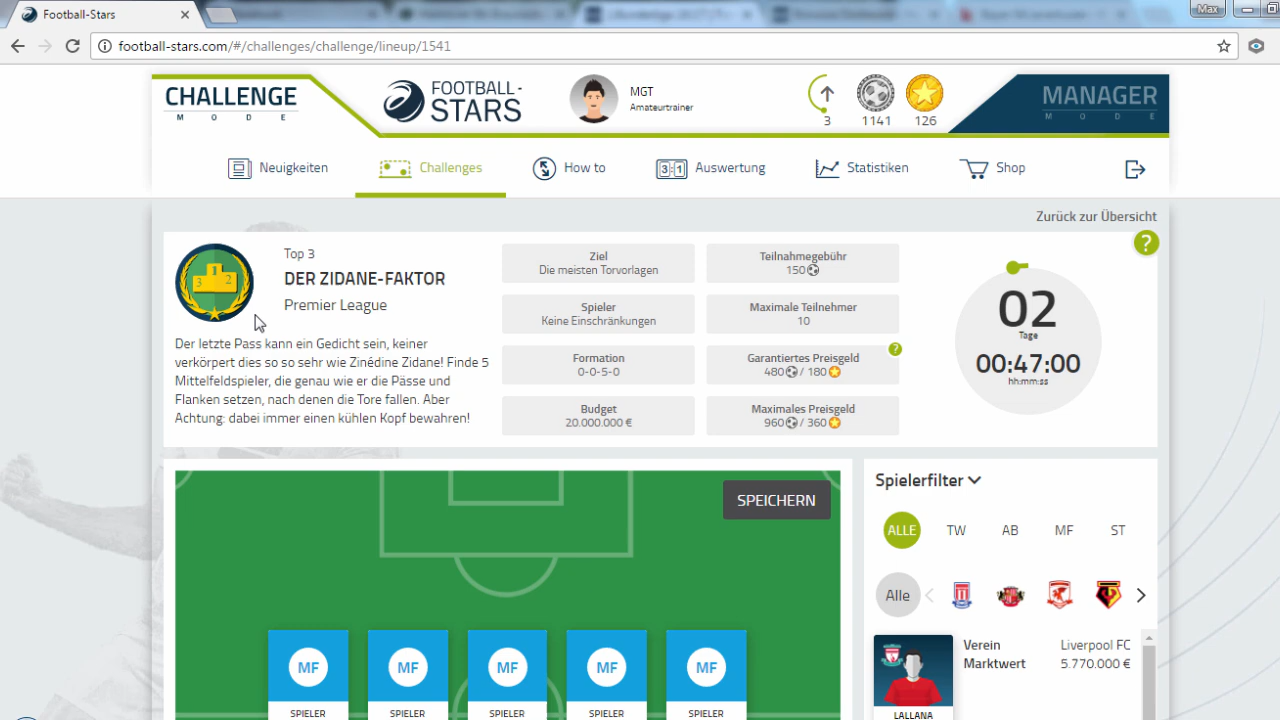 Football-Stars
Max
football-stars.com/#/challenges/challenge/lineup/1541
CHALLENGE
MODE
FOOTBALL-
STARS
MGT
Amateurtrainer
3
1141
126
MANAGER
MODE
Neuigkeiten
Challenges
How to
3:1
Auswertung
Statistiken
Shop
Zurück zur Übersicht
Top 3
DER ZIDANE-FAKTOR
Premier League
1
3 2
Der letzte Pass kann ein Gedicht sein, keiner
verkörpert dies so so sehr wie Zinédine Zidane! Finde 5
Mittelfeldspieler, die genau wie er die Pässe und
Flanken setzen, nach denen die Tore fallen. Aber
Achtung: dabei immer einen kühlen Kopf bewahren!
Ziel
Die meisten Torvorlagen
Spieler
Keine Einschränkungen
Formation
0-0-5-0
Budget
20.000.000 €
Teilnahmegebühr
150
Maximale Teilnehmer
10
Garantiertes Preisgeld
480 / 180
?
Maximales Preisgeld
960 / 360
?
02
Tage
00:47:00
hh:mm:ss
SPEICHERN
MF MF MF MF MF
SPIELER SPIELER SPIELER SPIELER SPIELER
Spielerfilter
ALLE TW AB MF ST
Alle
Verein Liverpool FC
Marktwert 5.770.000 €
LALLANA